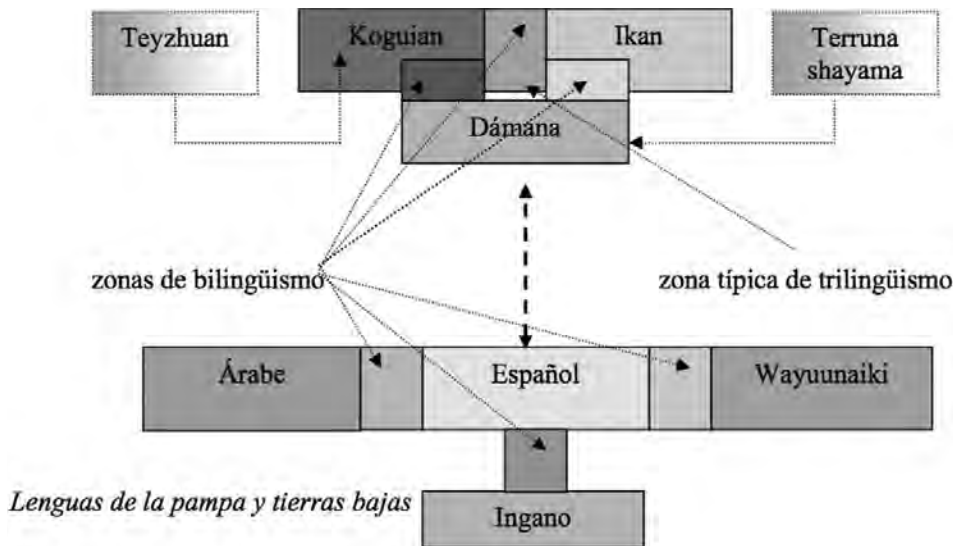 Teyzhuan
Koguian
Ikan
Terruna
shayama
Dámana
zonas de bilingüismo
zona típica de trilingüismo
Árabe
Español
Wayuunaiki
Lenguas de la pampa y tierras bajas
Ingano